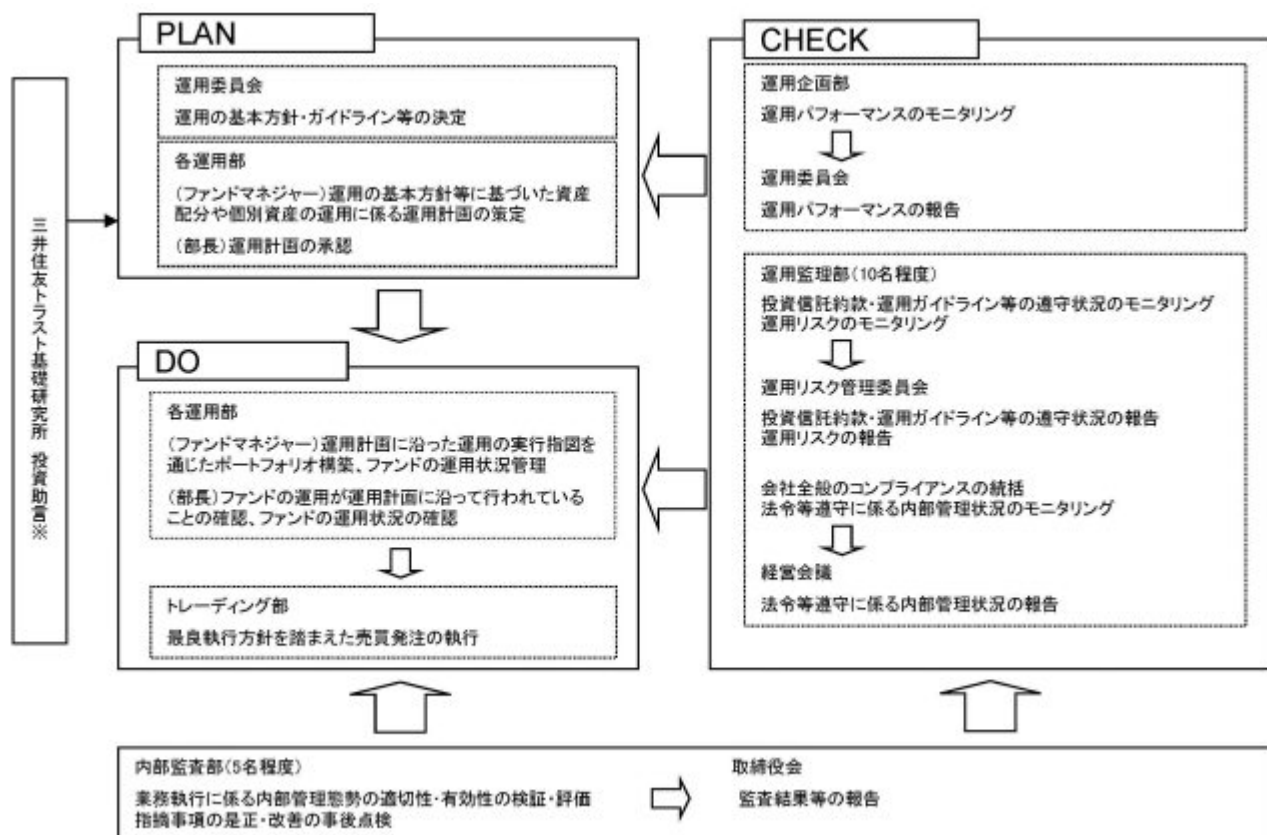 三井住友トラスト基礎研究所 投資助言※
PLAN
運用委員会
運用の基本方針・ガイドライン等の決定
各運用部
(ファンドマネジャー)運用の基本方針等に基づいた資産
配分や個別資産の運用に係る運用計画の策定
(部長)運用計画の承認
DO
各運用部
(ファンドマネジャー)運用計画に沿った運用の実行指図を
通じたポートフォリオ構築、ファンドの運用状況管理
(部長)ファンドの運用が運用計画に沿って行われている
ことの確認、ファンドの運用状況の確認
トレーディング部
最良執行方針を踏まえた売買発注の執行
CHECK
運用企画部
運用パフォーマンスのモニタリング
運用委員会
運用パフォーマンスの報告
運用監理部(10名程度)
投資信託約款・運用ガイドライン等の遵守状況のモニタリング
運用リスクのモニタリング
運用リスク管理委員会
投資信託約款・運用ガイドライン等の遵守状況の報告
運用リスクの報告
会社全般のコンプライアンスの統括
法令等遵守に係る内部管理状況のモニタリング
経営会議
法令等遵守に係る内部管理状況の報告
内部監査部(5名程度)
業務執行に係る内部管理態勢の適切性・有効性の検証・評価
指摘事項の是正・改善の事後点検
取締役会
監査結果等の報告